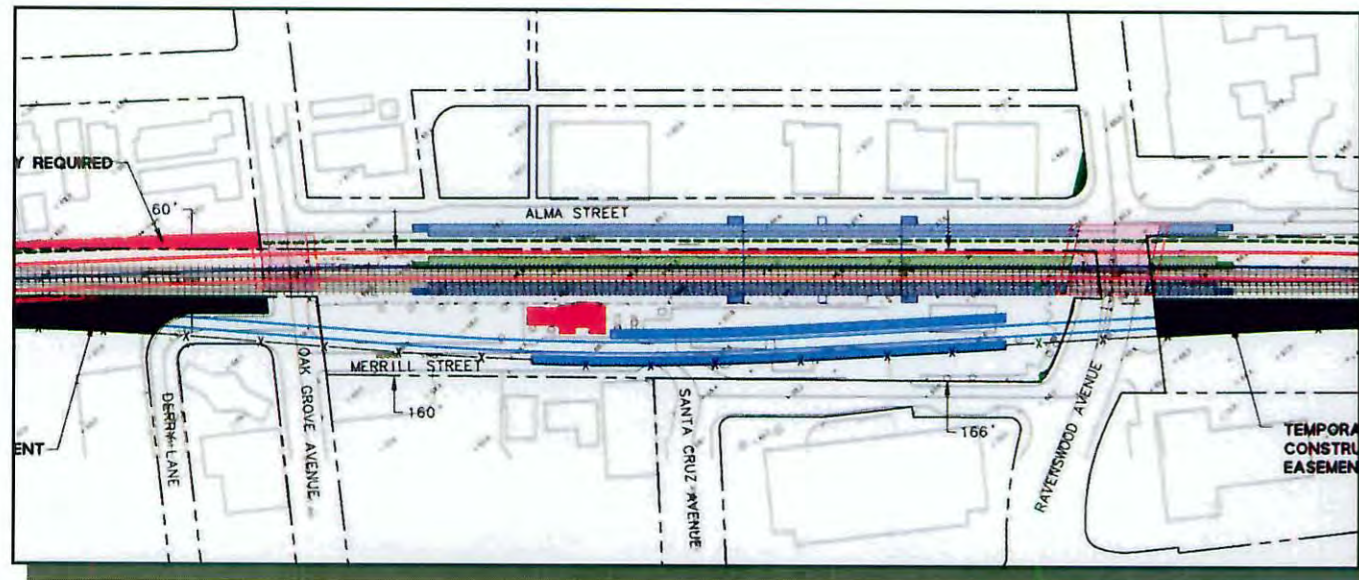 Y REQUIRED
60'
ALMA STREET
MERRILL STREET
160'
166'
DERRY LANE
OAK GROVE AVENUE
SANTA CRUZ AVENUE
RAVENSWOOD AVENUE
ENT
TEMPORA
CONSTRU
EASEMEN